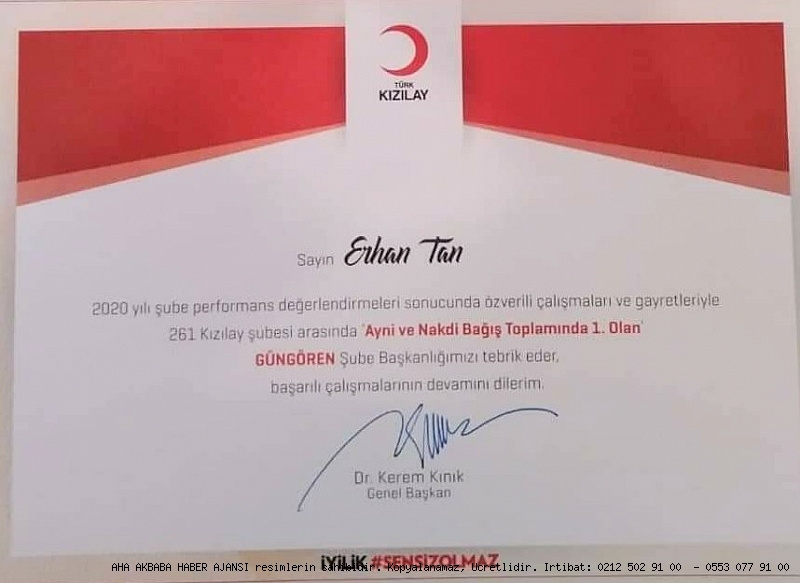 TÜRK
KIZILAY
Sayın Erhan Tan
2020 yılı şube performans değerlendirmeleri sonucunda özverili çalışmaları ve gayretleriyle
261 Kızılay şubesi arasında 'Ayni ve Nakdi Bağış Toplamında 1. Olan'
GÜNGÖREN Şube Başkanlığımızı tebrik eder,
başarılı çalışmalarının devamını dilerim.
Dr. Kerem Kınık
Genel Başkan
İYİLİK #SENSİZOLMAZ
AHA AKBABA HABER AJANSI resimlerin sahibidir. Kopyalanamaz, Ücretlidir. Irtibat: 0212 502 91 00 - 0553 077 91 00